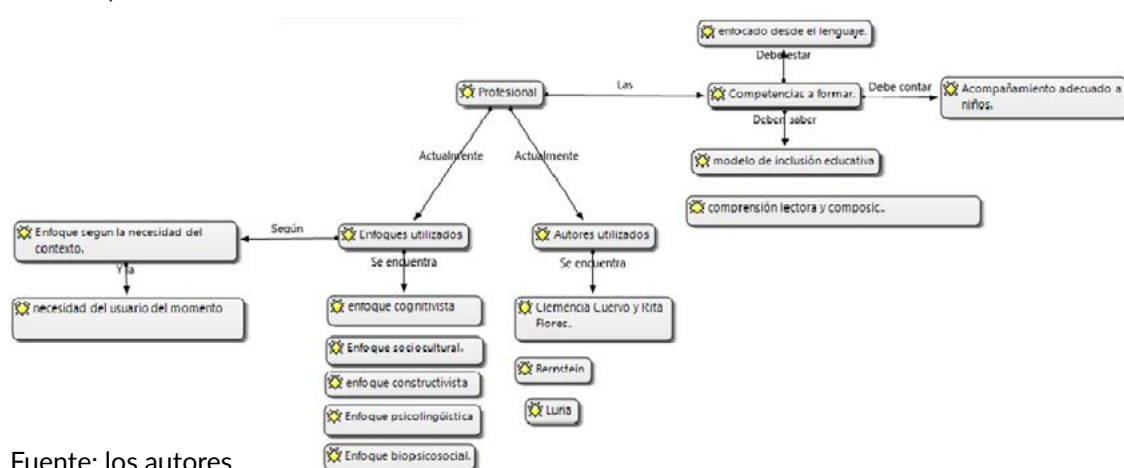 enfocado desde el lenguaje.
Debe estar
Profesional
Las
Competencias a formar.
Debe contar
Acompañamiento adecuado a
niños.
Deben saber
Actualmente
Actualmente
modelo de inclusión educativa
comprensión lectora y composic..
Enfoque segun la necesidad del
contexto.
Según
Enfoques utilizados
Autores utilizados
Y la
Se encuentra
Se encuentra
necesidad del usuario del momento
enfoque cognitivista
Clemencia Cuervo y Rita
Florez.
Enfoque sociocultural.
Bernstein
enfoque constructivista
Luria
Enfoque psicolingüistica
Enfoque biopsicosocial.
Fuente: los autores